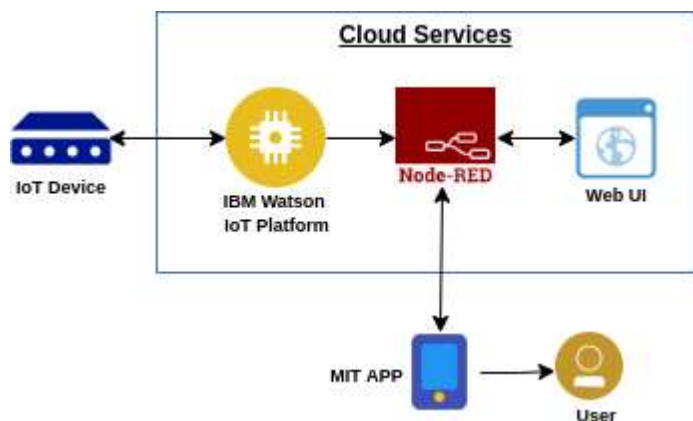 Cloud Services
IoT Device
IBM Watson
IoT Platform
Node-RED
Web UI
MIT APP
User